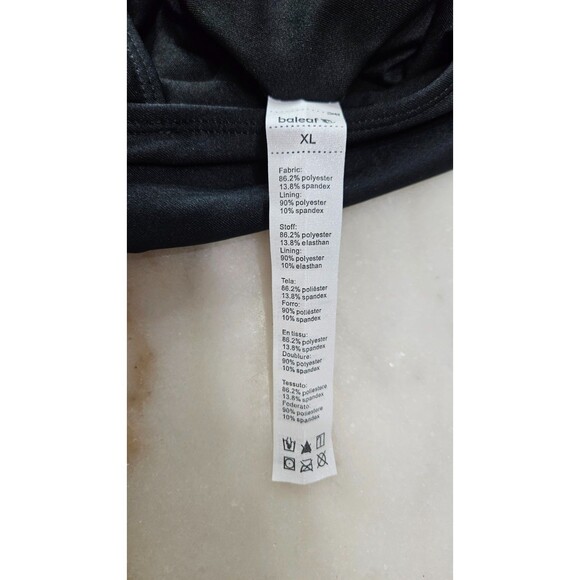 baleaf
XL
Fabric:
86.2% polyester
13.8% spandex
Lining:
90% polyester
10% spandex
Stoff:
86.2% polyester
13.8% elasthan
Lining:
90% polyester
10% elasthan
Tela:
86.2% poliéster
13.8% spandex
Forro:
90% poliéster
10% spandex
En tissu:
86.2% polyester
13.8% spandex
Doublure:
90% polyester
10% spandex
Tessuto:
86.2% poliestere
13.8% spandex
Federato:
90% poliestere
10% spandex